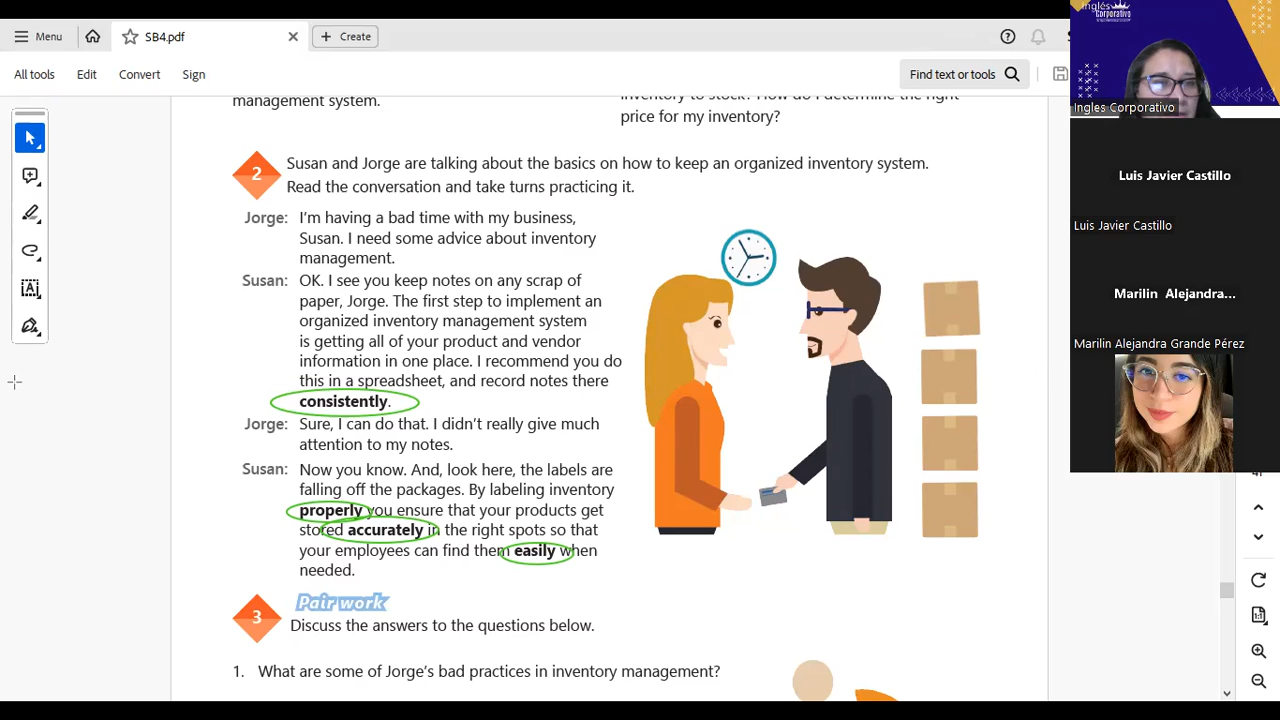 Menu
SB4.pdf
Create
All tools
Edit
Convert
Sign
Find text or tools
management system.
inventory to stock? How do I determine the right
price for my inventory?
2
Susan and Jorge are talking about the basics on how to keep an organized inventory system.
Read the conversation and take turns practicing it.
Jorge: I'm having a bad time with my business,
Susan. I need some advice about inventory
management.
Susan: OK. I see you keep notes on any scrap of
paper, Jorge. The first step to implement an
organized inventory management system
is getting all of your product and vendor
information in one place. I recommend you do
this in a spreadsheet, and record notes there
consistently.
Jorge: Sure, I can do that. I didn't really give much
attention to my notes.
Susan: Now you know. And, look here, the labels are
falling off the packages. By labeling inventory
properly you ensure that your products get
stored accurately in the right spots so that
your employees can find them easily when
needed.
3
Pair work
Discuss the answers to the questions below.
1. What are some of Jorge's bad practices in inventory management?
Inglés
Corporativo
Ingles Corporativo
Luis Javier Castillo
Luis Javier Castillo
Marilin Alejandra...
Marilin Alejandra Grande Pérez
1:1